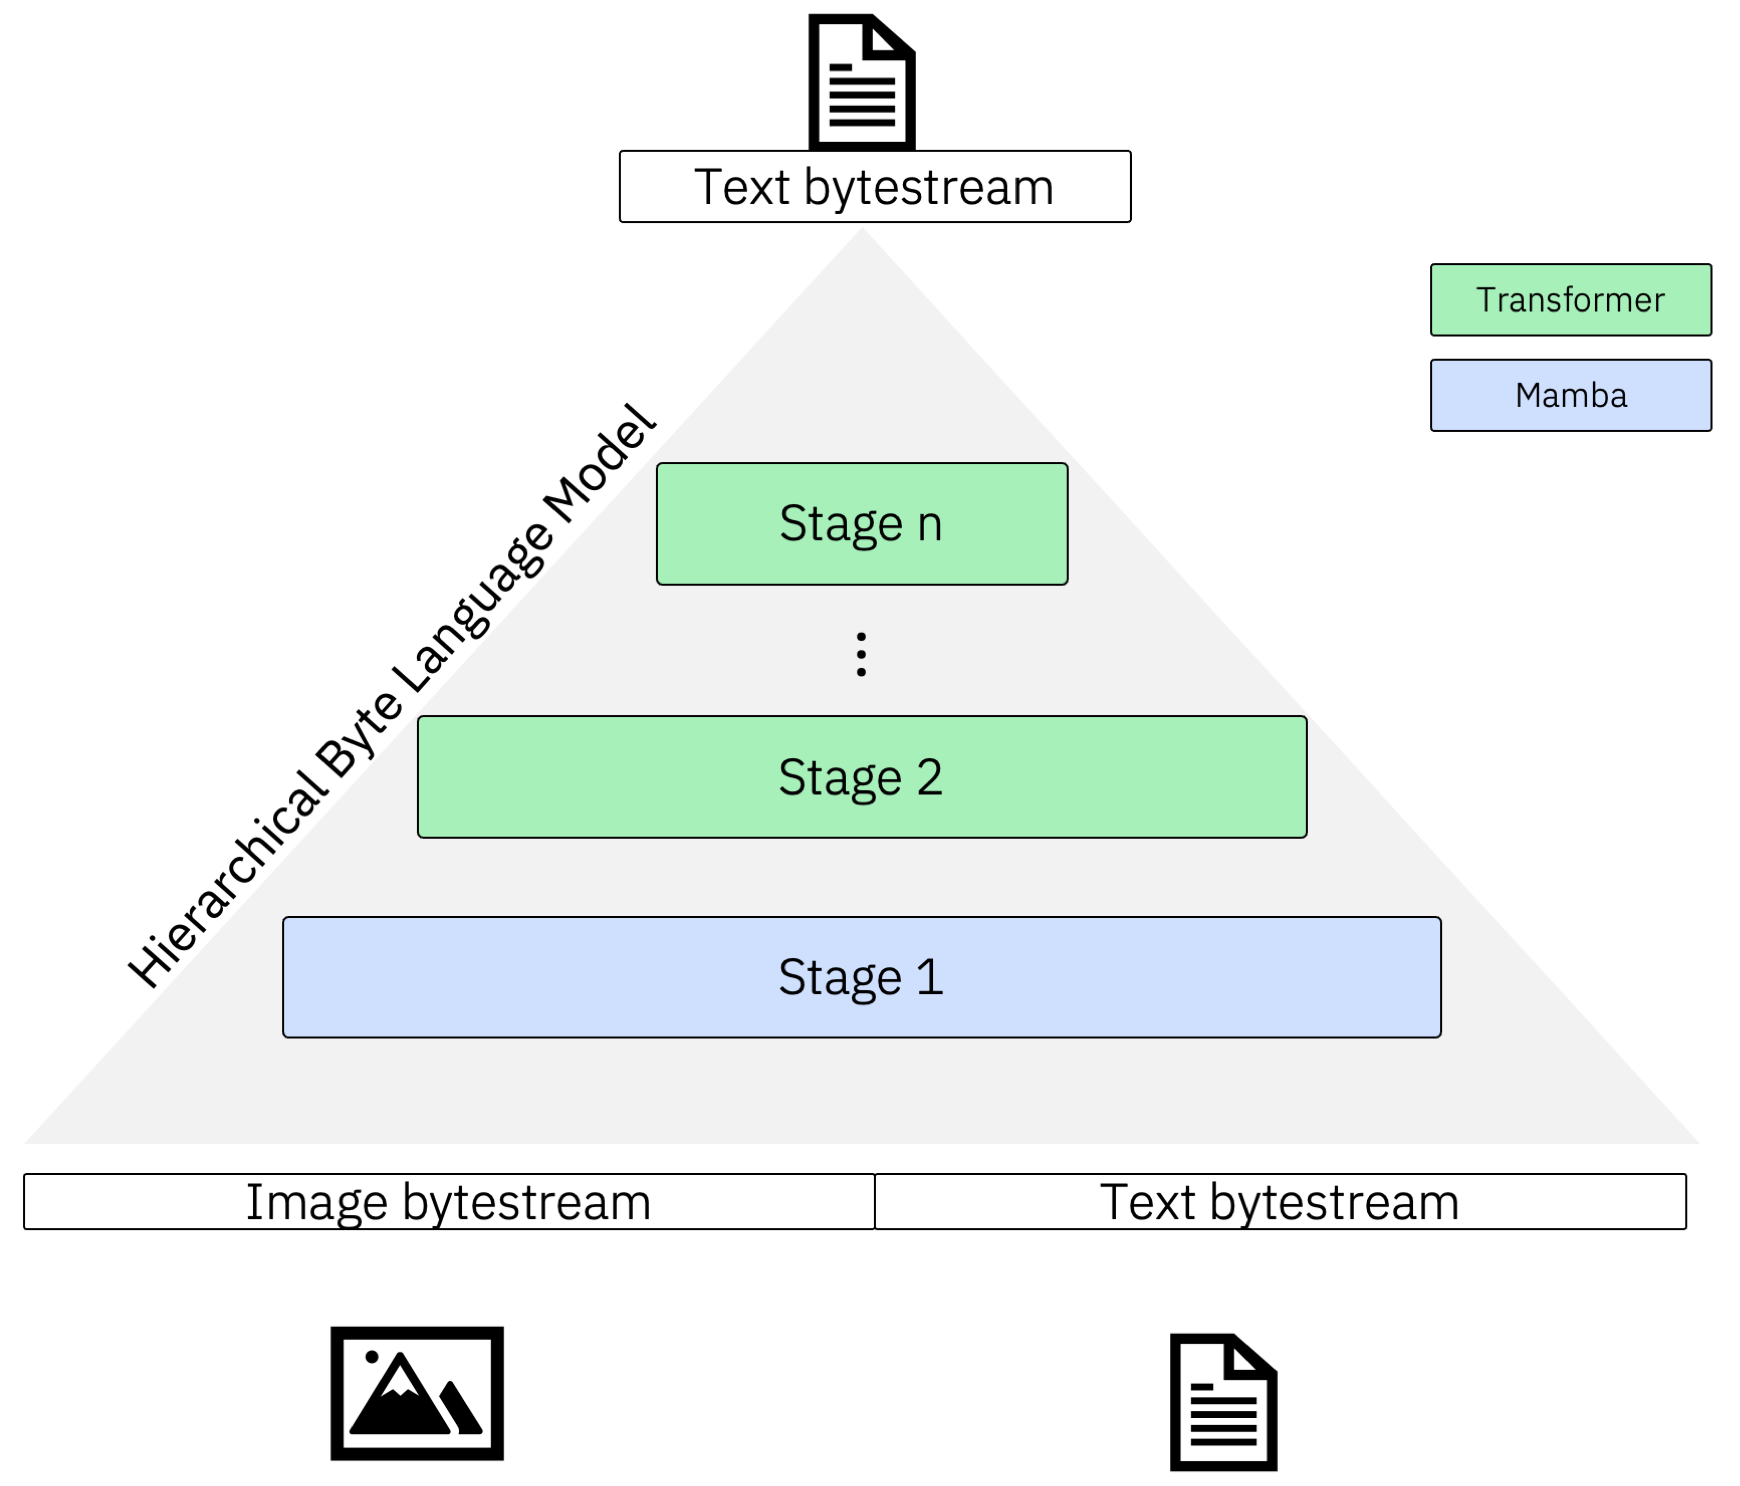 Text bytestream
Transformer
Mamba
Hierarchical Byte Language Model
Stage n
Stage 2
Stage 1
Image bytestream
Text bytestream